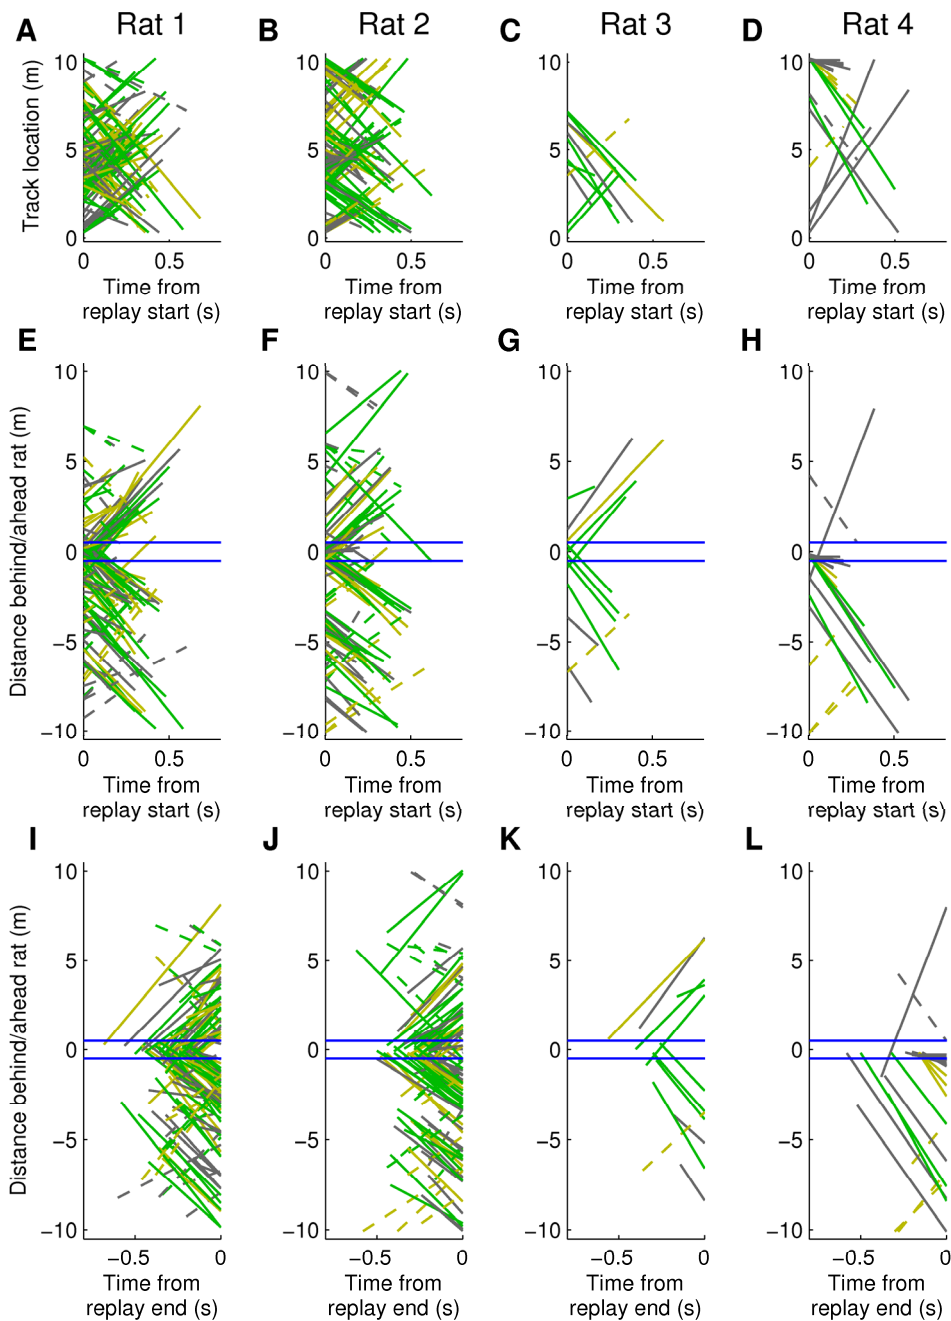 A Rat 1 B Rat 2 C Rat 3 D Rat 4
Track location (m)
10 10 10 10
5 5 5 5
0 0 0 0
0 0.5 0 0.5 0 0.5 0 0.5
Time from Time from Time from Time from
replay start (s) replay start (s) replay start (s) replay start (s)
E F G H
Distance behind/ahead rat (m)
10 10 10 10
5 5 5 5
0 0 0 0
−5 −5 −5 −5
−10 −10 −10 −10
0 0.5 0 0.5 0 0.5 0 0.5
Time from Time from Time from Time from
replay start (s) replay start (s) replay start (s) replay start (s)
I J K L
Distance behind/ahead rat (m)
10 10 10 10
5 5 5 5
0 0 0 0
−5 −5 −5 −5
−10 −10 −10 −10
−0.5 0 −0.5 0 −0.5 0 −0.5 0
Time from Time from Time from Time from
replay end (s) replay end (s) replay end (s) replay end (s)